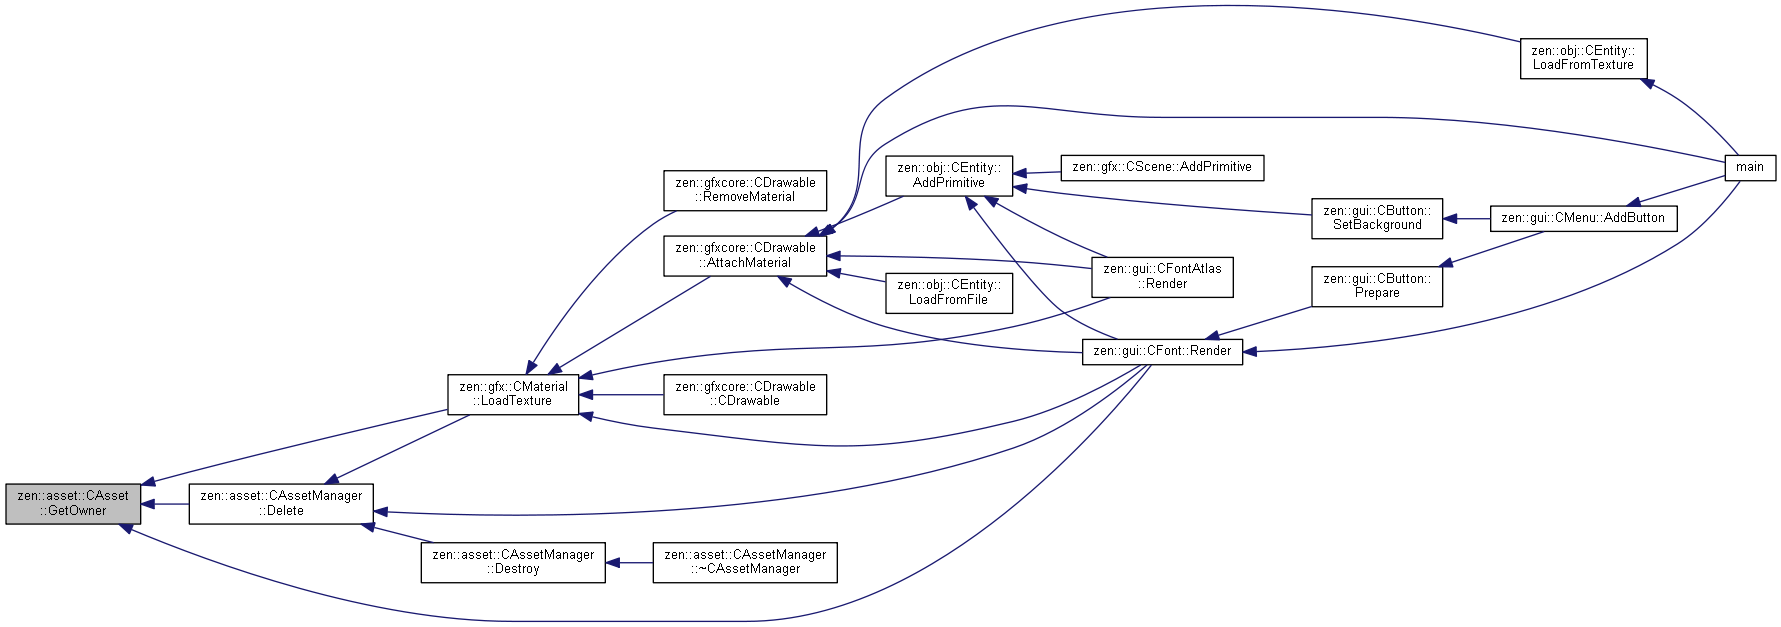 zen::obj::CEntity::
LoadFromTexture
main
zen::obj::CEntity::
AddPrimitive
zen::gfx::CScene::AddPrimitive
zen::gfxcore::CDrawable
::RemoveMaterial
zen::gui::CButton::
SetBackground
zen::gui::CMenu::AddButton
zen::gfxcore::CDrawable
::AttachMaterial
zen::gui::CFontAtlas
::Render
zen::obj::CEntity::
LoadFromFile
zen::gui::CButton::
Prepare
zen::gui::CFont::Render
zen::gfx::CMaterial
::LoadTexture
zen::gfxcore::CDrawable
::CDrawable
zen::asset::CAsset
::GetOwner
zen::asset::CAssetManager
::Delete
zen::asset::CAssetManager
::Destroy
zen::asset::CAssetManager
::~CAssetManager